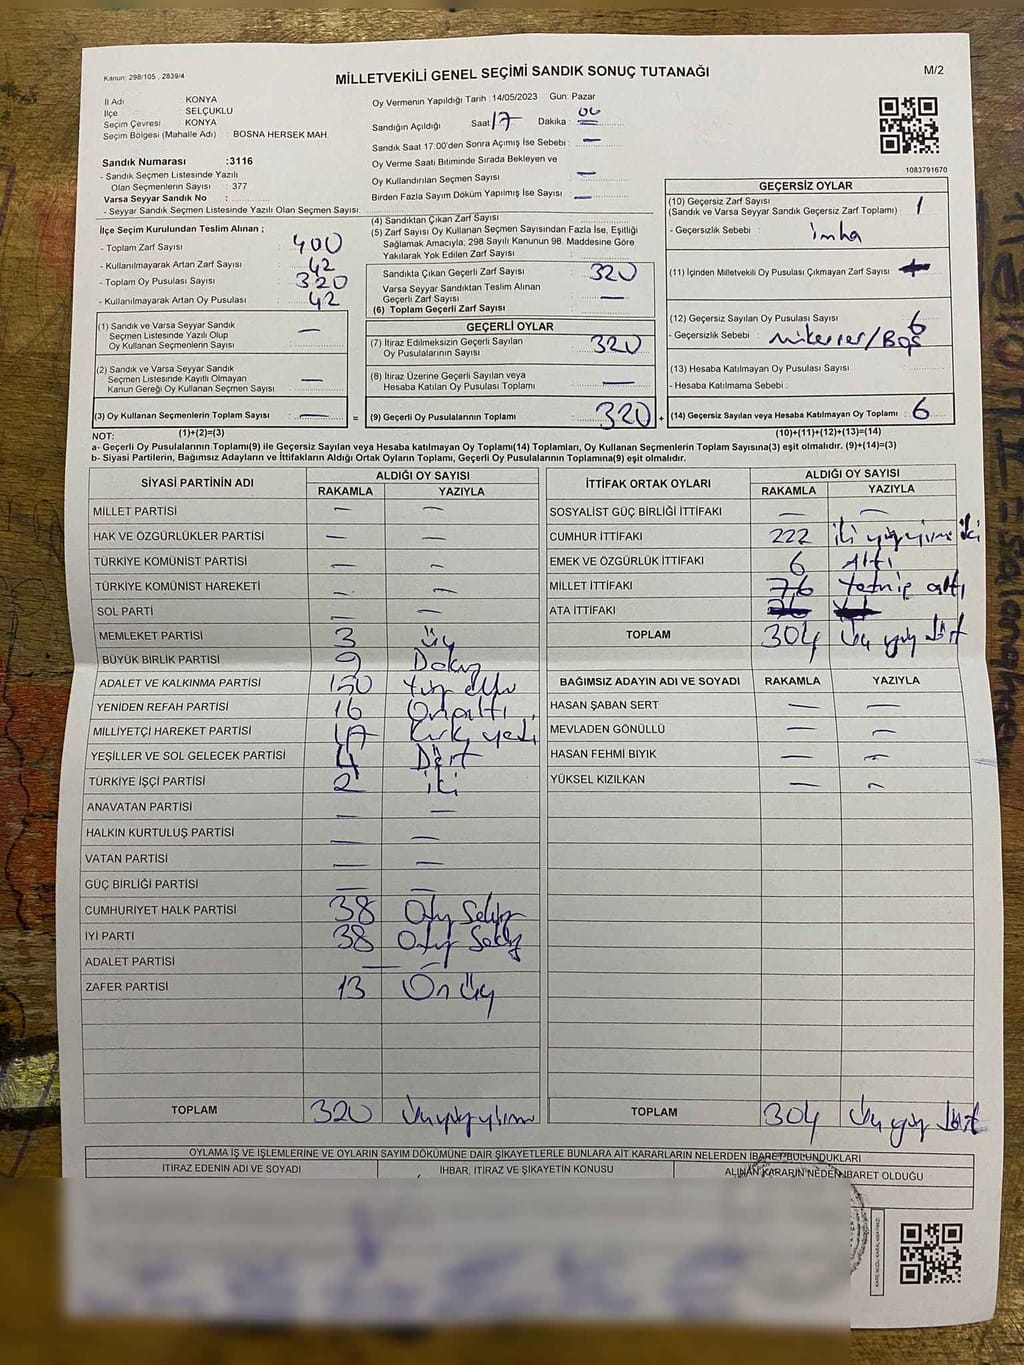 Kanun: 298/105 , 2839/4
MİLLETVEKİLİ GENEL SEÇİMİ SANDIK SONUÇ TUTANAĞI
M/2
İl Adı KONYA
İlçe SELÇUKLU
Seçim Çevresi : KONYA
Seçim Bölgesi (Mahalle Adı) : BOSNA HERSEK MAH.
Sandık Numarası :3116
- Sandık Seçmen Listesinde Yazılı
Olan Seçmenlerin Sayısı : 377
Varsa Seyyar Sandık No :
- Seyyar Sandık Seçmen Listesinde Yazılı Olan Seçmen Sayısı:
Oy Vermenin Yapıldığı Tarih : 14/05/2023 Gün: Pazar
Sandığın Açıldığı Saat: 17 Dakika : 06
Sandık Saat 17:00'den Sonra Açılmış İse Sebebi : —
Oy Verme Saati Bitiminde Sırada Bekleyen ve
Oy Kullandırılan Seçmen Sayısı : —
Birden Fazla Sayım Döküm Yapılmış İse Sayısı : —
1083791670
İlçe Seçim Kurulundan Teslim Alınan ;
- Toplam Zarf Sayısı : 400
- Kullanılmayarak Artan Zarf Sayısı : 42
- Toplam Oy Pusulası Sayısı : 320
- Kullanılmayarak Artan Oy Pusulası : 42
(1) Sandık ve Varsa Seyyar Sandık
Seçmen Listesinde Yazılı Olup
Oy Kullanan Seçmenlerin Sayısı : —
(2) Sandık ve Varsa Seyyar Sandık
Seçmen Listesinde Kayıtlı Olmayan
Kanun Gereği Oy Kullanan Seçmen Sayısı : —
(3) Oy Kullanan Seçmenlerin Toplam Sayısı : — =
(1)+(2)=(3)
(4) Sandıktan Çıkan Zarf Sayısı :
(5) Zarf Sayısı Oy Kullanan Seçmen Sayısından Fazla İse, Eşitliği
Sağlamak Amacıyla, 298 Sayılı Kanunun 98. Maddesine Göre
Yakılarak Yok Edilen Zarf Sayısı :
Sandıkta Çıkan Geçerli Zarf Sayısı : 320
Varsa Seyyar Sandıktan Teslim Alınan
Geçerli Zarf Sayısı : —
(6) Toplam Geçerli Zarf Sayısı :
GEÇERLİ OYLAR
(7) İtiraz Edilmeksizin Geçerli Sayılan
Oy Pusulalarının Sayısı : 320
(8) İtiraz Üzerine Geçerli Sayılan veya
Hesaba Katılan Oy Pusulası Toplamı : —
(9) Geçerli Oy Pusulalarının Toplamı : 320 +
GEÇERSİZ OYLAR
(10) Geçersiz Zarf Sayısı : 1
(Sandık ve Varsa Seyyar Sandık Geçersiz Zarf Toplamı)
- Geçersizlik Sebebi : imha
(11) İçinden Milletvekili Oy Pusulası Çıkmayan Zarf Sayısı :
(12) Geçersiz Sayılan Oy Pusulası Sayısı : 6
- Geçersizlik Sebebi : mükerrer/Boş
(13) Hesaba Katılmayan Oy Pusulası Sayısı :
- Hesaba Katılmama Sebebi :
(14) Geçersiz Sayılan veya Hesaba Katılmayan Oy Toplamı : 6
(10)+(11)+(12)+(13)=(14)
NOT:
a- Geçerli Oy Pusulalarının Toplamı(9) ile Geçersiz Sayılan veya Hesaba katılmayan Oy Toplamı(14) Toplamları, Oy Kullanan Seçmenlerin Toplam Sayısına(3) eşit olmalıdır. (9)+(14)=(3)
b- Siyasi Partilerin, Bağımsız Adayların ve İttifakların Aldığı Ortak Oyların Toplamı, Geçerli Oy Pusulalarının Toplamına(9) eşit olmalıdır.
SİYASİ PARTİNİN ADI ALDIĞI OY SAYISI
RAKAMLA YAZIYLA
MİLLET PARTİSİ — —
HAK VE ÖZGÜRLÜKLER PARTİSİ — —
TÜRKİYE KOMÜNİST PARTİSİ — —
TÜRKİYE KOMÜNİST HAREKETİ — —
SOL PARTİ — —
MEMLEKET PARTİSİ 3 Üç
BÜYÜK BİRLİK PARTİSİ 9 Dokuz
ADALET VE KALKINMA PARTİSİ 150 Yüz elli
YENİDEN REFAH PARTİSİ 16 Onaltı
MİLLİYETÇİ HAREKET PARTİSİ 47 Kırk yedi
YEŞİLLER VE SOL GELECEK PARTİSİ 4 Dört
TÜRKİYE İŞÇİ PARTİSİ 2 iki
ANAVATAN PARTİSİ — —
HALKIN KURTULUŞ PARTİSİ — —
VATAN PARTİSİ — —
GÜÇ BİRLİĞİ PARTİSİ — —
CUMHURİYET HALK PARTİSİ 38 Otuz Sekiz
İYİ PARTİ 38 Otuz Sekiz
ADALET PARTİSİ — —
ZAFER PARTİSİ 13 On Üç
TOPLAM 320 Üçyüzyirmi
İTTİFAK ORTAK OYLARI ALDIĞI OY SAYISI
RAKAMLA YAZIYLA
SOSYALİST GÜÇ BİRLİĞİ İTTİFAKI — —
CUMHUR İTTİFAKI 222 iki yüz yirmi iki
EMEK VE ÖZGÜRLÜK İTTİFAKI 6 Altı
MİLLET İTTİFAKI 76 Yetmiş altı
ATA İTTİFAKI
TOPLAM 304 Üç yüz dört
BAĞIMSIZ ADAYIN ADI VE SOYADI RAKAMLA YAZIYLA
HASAN ŞABAN SERT — —
MEVLADEN GÖNÜLLÜ — —
HASAN FEHMİ BIYIK — —
YÜKSEL KIZILKAN — —
TOPLAM 304 Üç yüz dört
OYLAMA İŞ VE İŞLEMLERİNE VE OYLARIN SAYIM DÖKÜMÜNE DAİR ŞİKAYETLERLE BUNLARA AİT KARARLARIN NELERDEN İBARET BULUNDUKLARI
İTİRAZ EDENİN ADI VE SOYADI İHBAR, İTİRAZ VE ŞİKAYETİN KONUSU ALINAN KARARIN NEDEN İBARET OLDUĞU